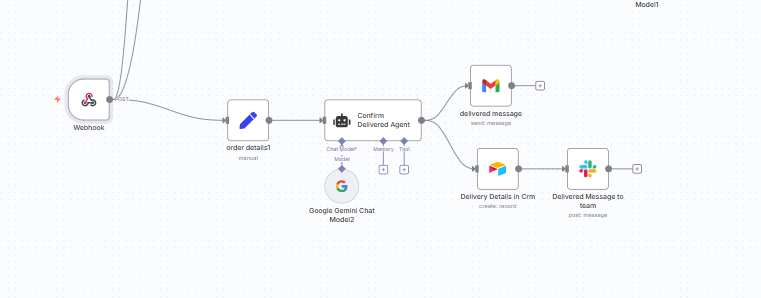 Model1
POST
Webhook
order details1
manual
Confirm
Delivered Agent
Chat Model*
Memory
Tool
Model
Google Gemini Chat
Model2
delivered message
send: message
Delivery Details in Crm
create: record
Delivered Message to
team
post: message